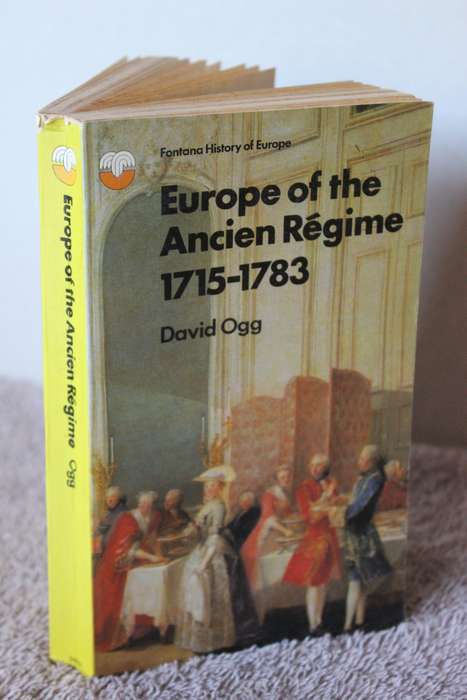 Fontana History of Europe
Europe of the
Ancien Régime
1715-1783
David Ogg
Europe of the Ancien Régime Ogg